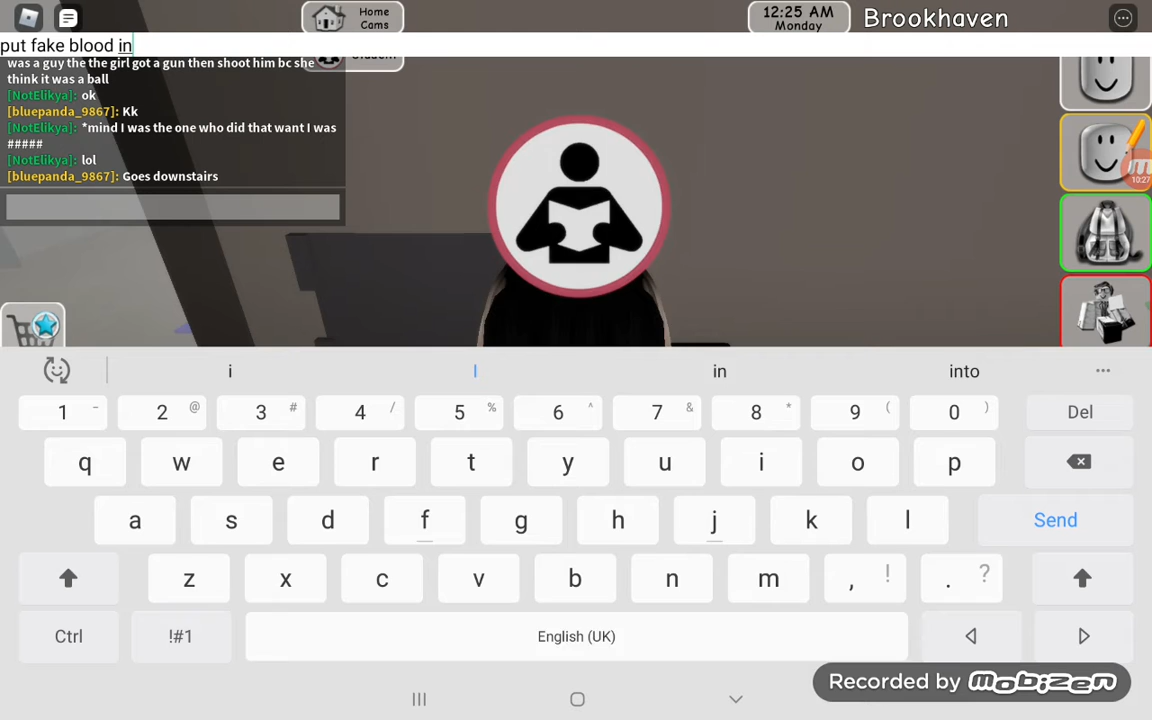 Home
Cams
12:25 AM
Monday
Brookhaven
put fake blood in
was a guy the the girl got a gun then shoot him bc she
think it was a ball
[NotElikya]: ok
[bluepanda_9867]: Kk
[NotElikya]: *mind I was the one who did that want I was
#####
[NotElikya]: lol
[bluepanda_9867]: Goes downstairs
10:27
i I in into ...
1 - 2 @ 3 # 4 / 5 % 6 ^ 7 & 8 * 9 ( 0 ) Del
q w e r t y u i o p
a s d f g h j k l Send
z x c v b n m , ! . ?
Ctrl !#1 English (UK)
Recorded by mobizen